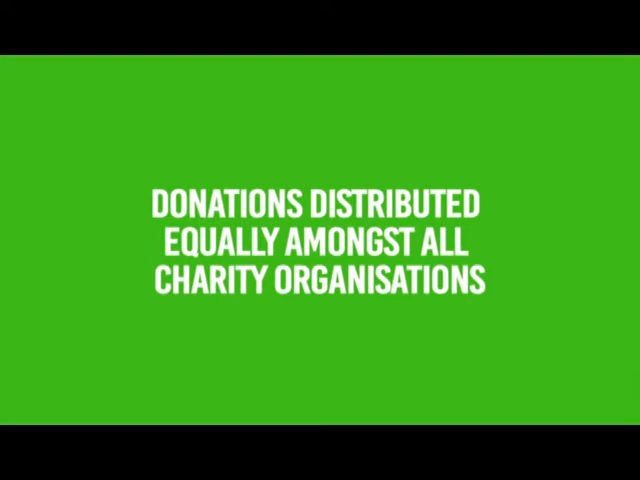 DONATIONS DISTRIBUTED
EQUALLY AMONGST ALL
CHARITY ORGANISATIONS